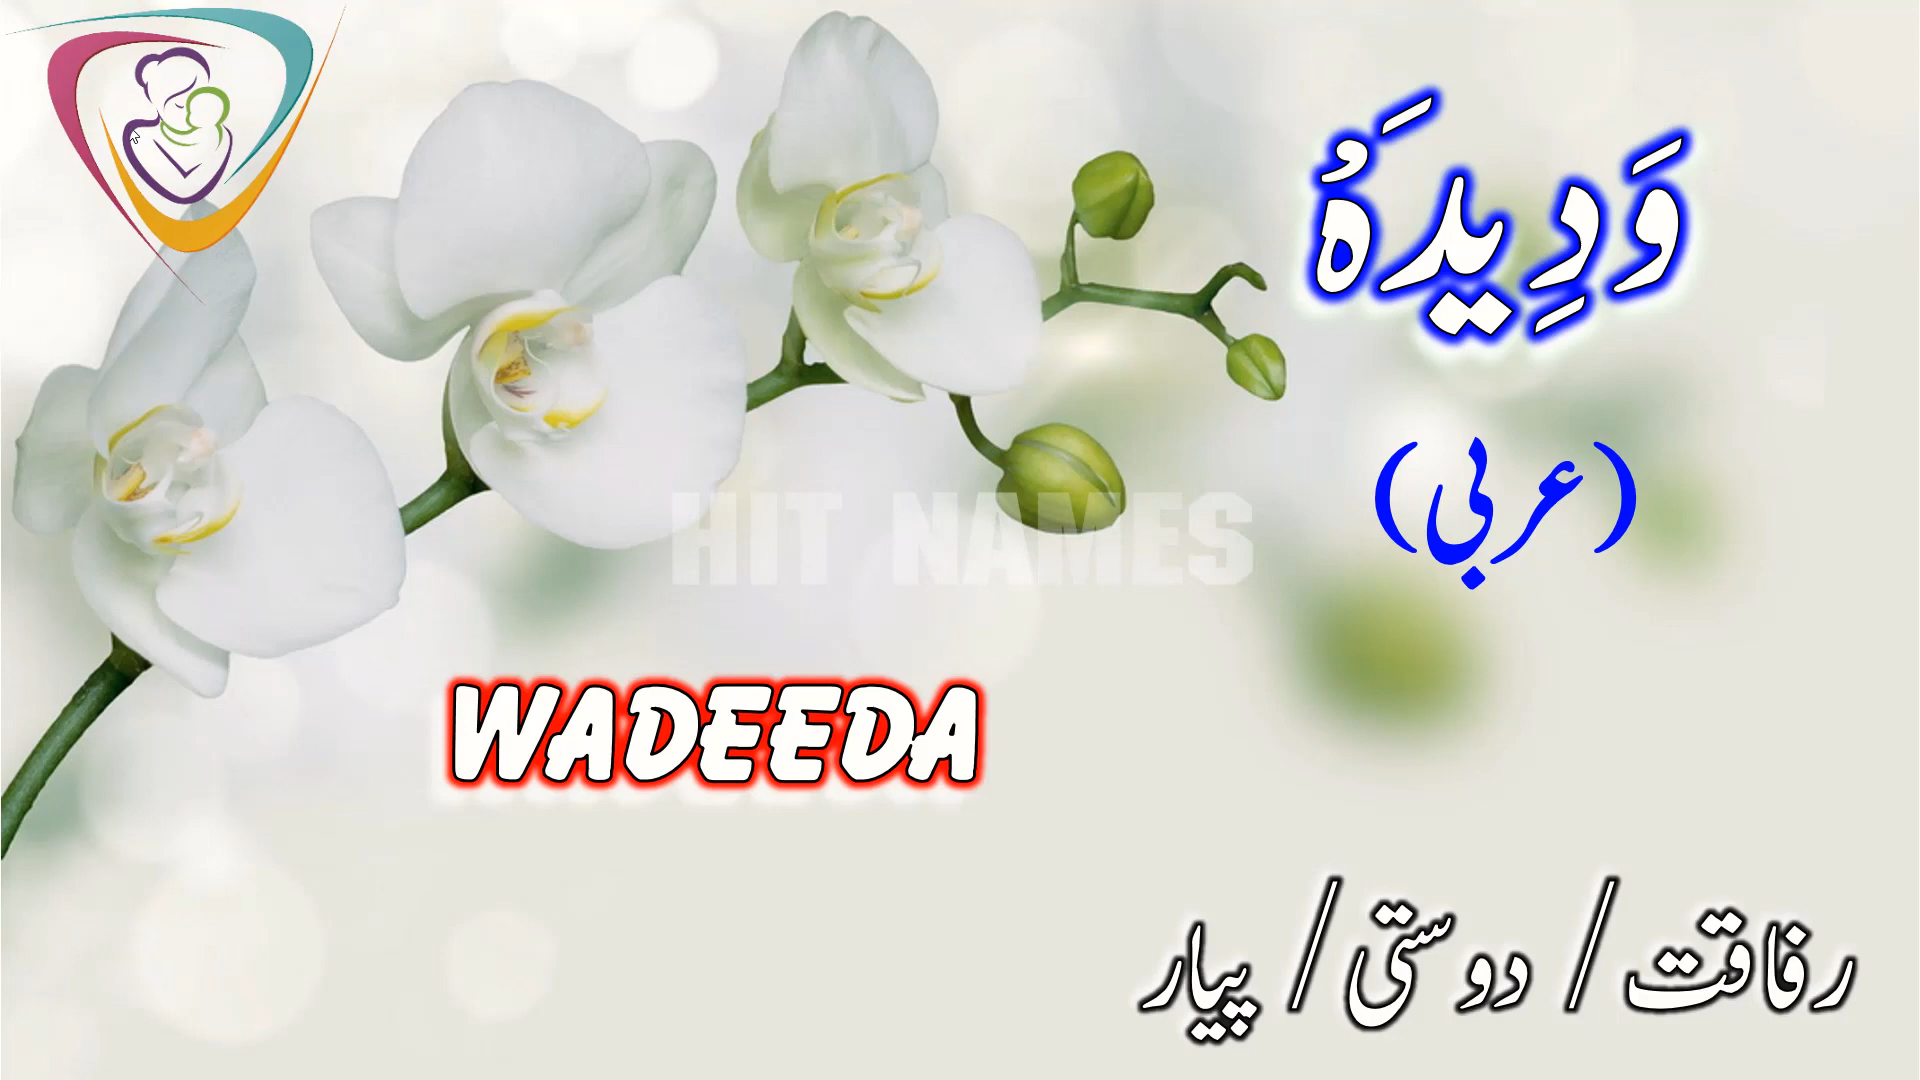 وَدِیدَہُ
(عربی)
HIT NAMES
WADEEDA
رفاقت / دوستی / پیار